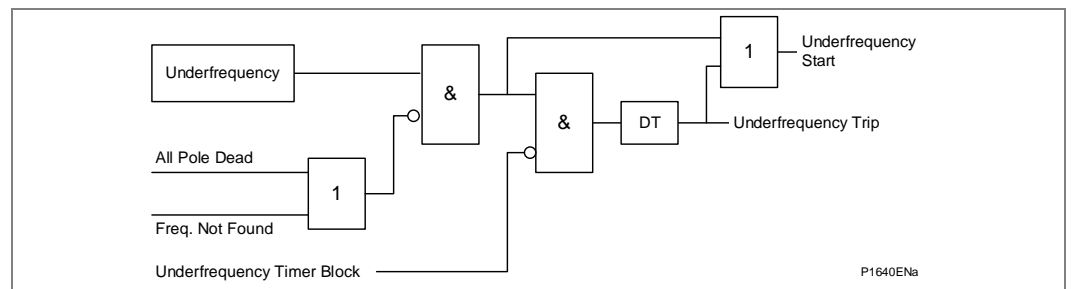 Underfrequency
Start
1
Underfrequency
&
&
DT
Underfrequency Trip
All Pole Dead
1
Freq. Not Found
Underfrequency Timer Block
P1640ENa